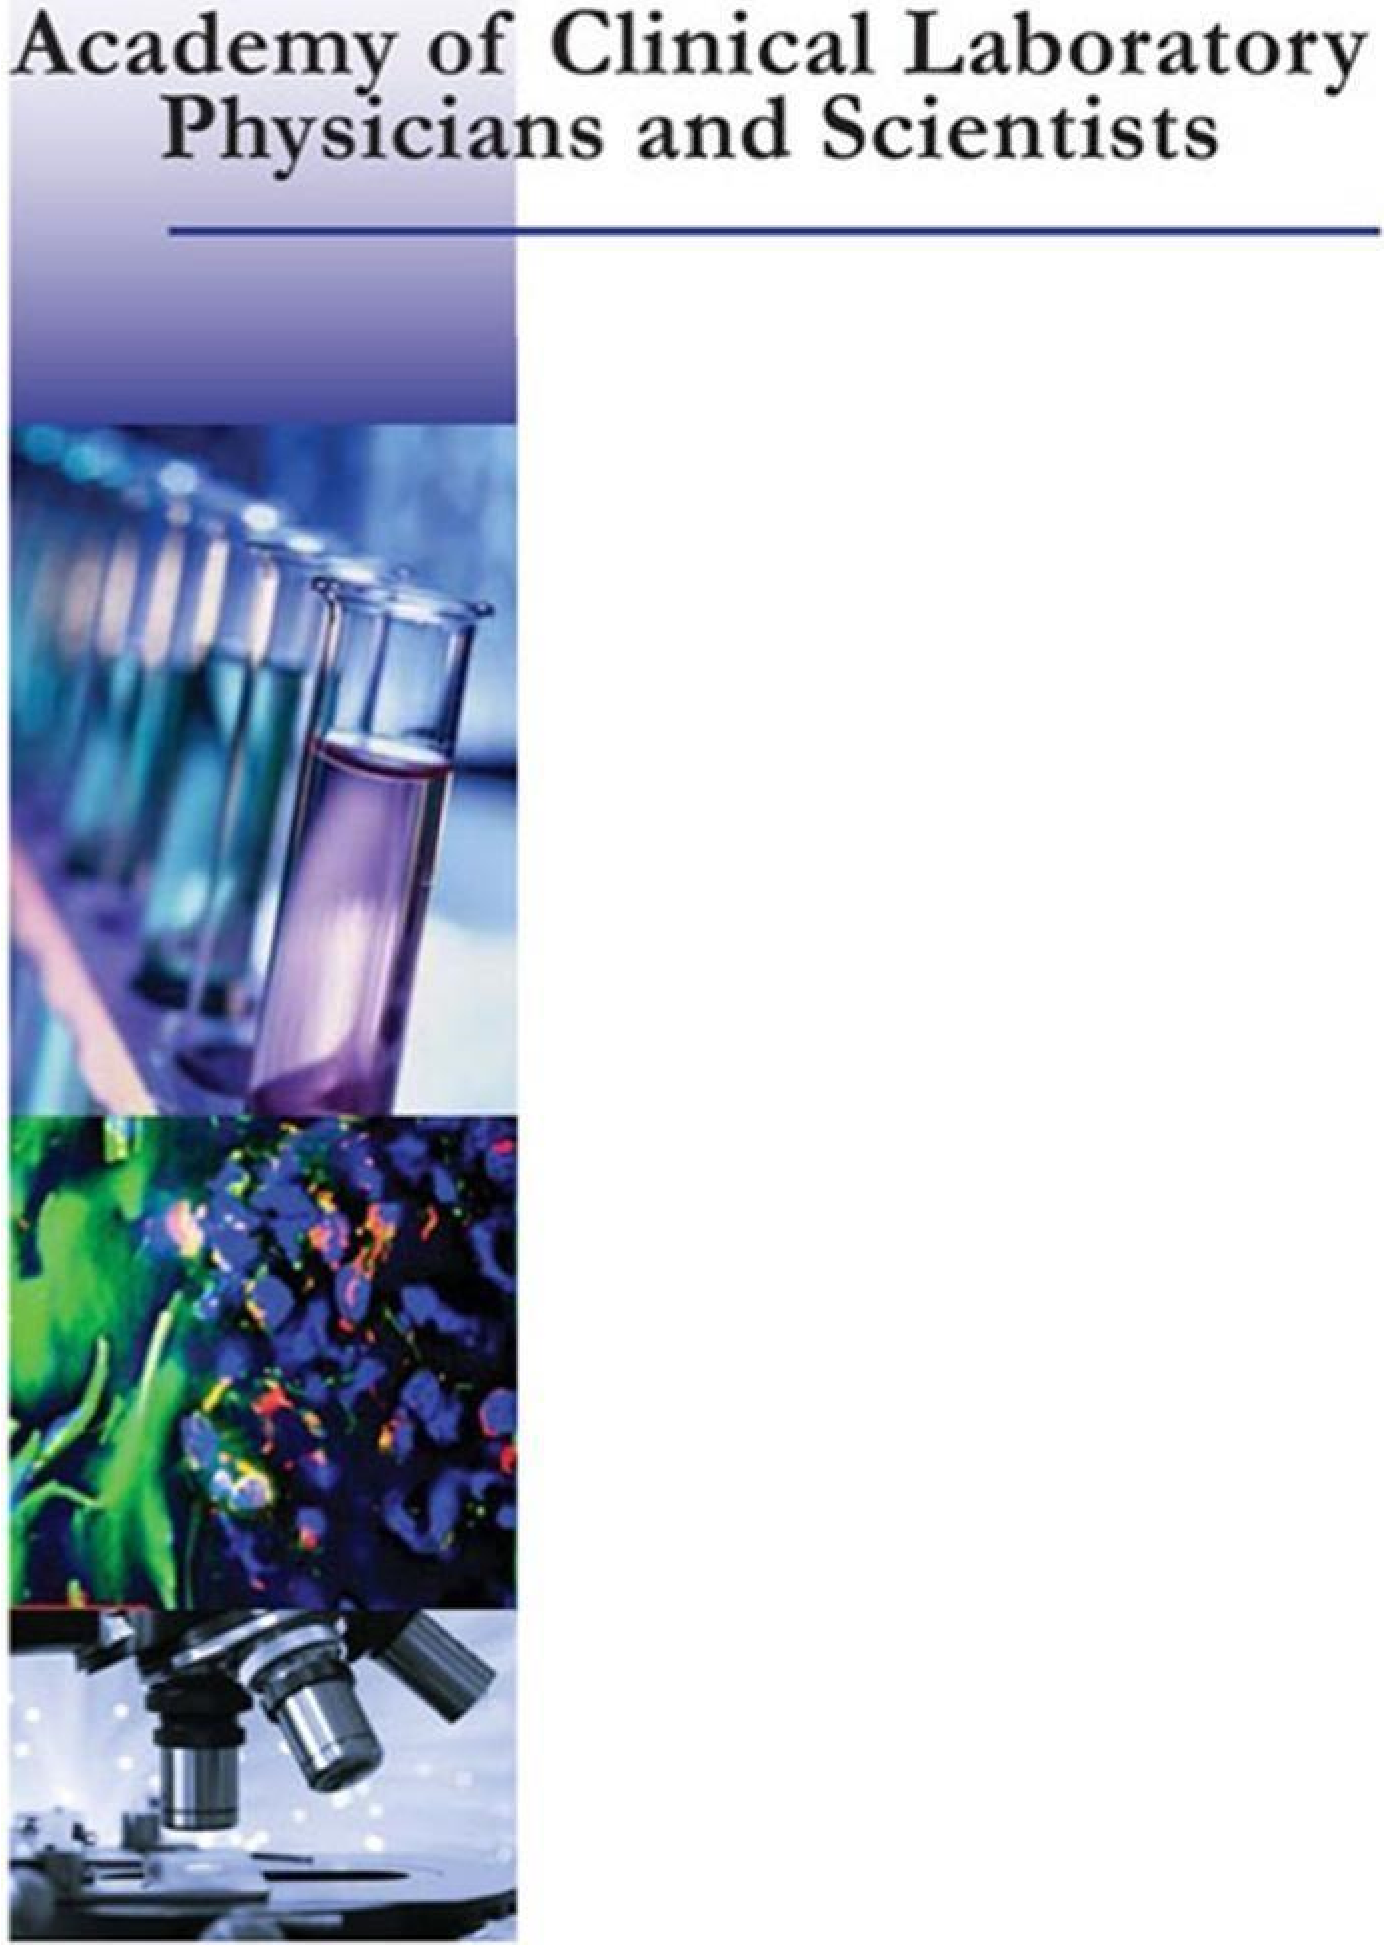 Academy of Clinical Laboratory
Physicians and Scientists